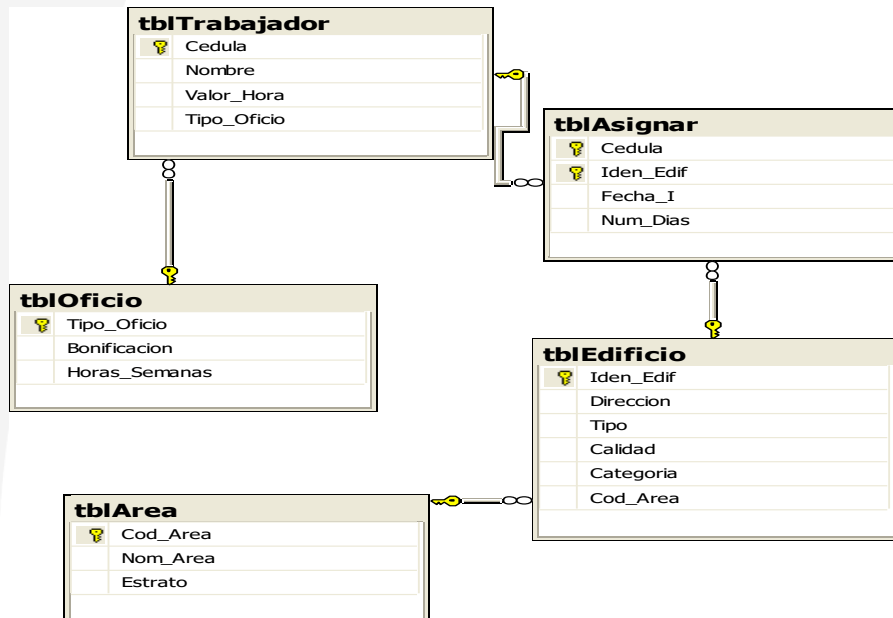 tblTrabajador
Cedula
Nombre
Valor_Hora
Tipo_Oficio
tblAsignar
Cedula
Iden_Edif
Fecha_I
Num_Dias
tblOficio
Tipo_Oficio
Bonificacion
Horas_Semanas
tblEdificio
Iden_Edif
Direccion
Tipo
Calidad
Categoria
Cod_Area
tblArea
Cod_Area
Nom_Area
Estrato